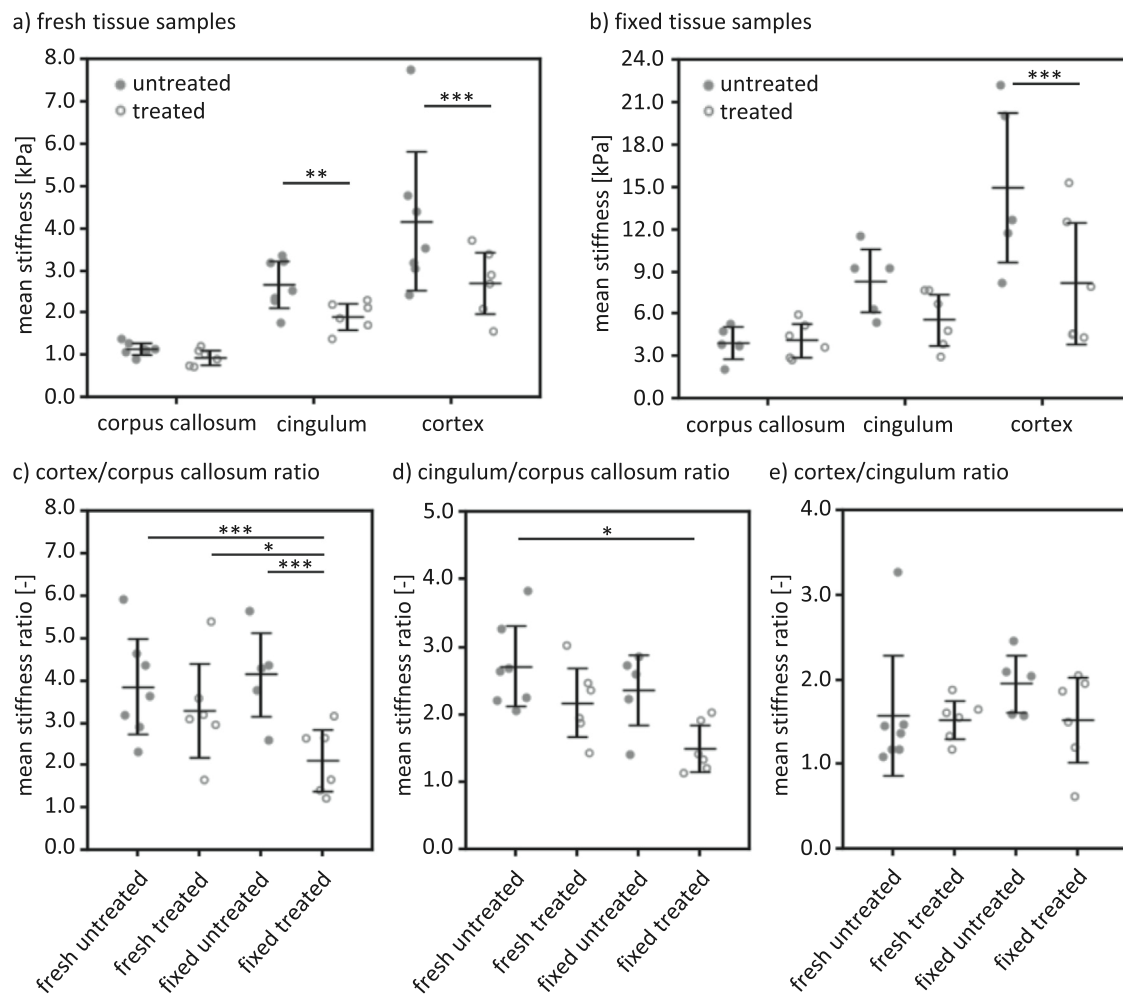 a) fresh tissue samples
8.0
7.0
6.0
5.0
4.0
3.0
2.0
1.0
0.0
mean stiffness [kPa]
untreated
treated
**
***
corpus callosum
cingulum
cortex
b) fixed tissue samples
24.0
21.0
18.0
15.0
12.0
9.0
6.0
3.0
0.0
mean stiffness [kPa]
untreated
treated
***
corpus callosum
cingulum
cortex
c) cortex/corpus callosum ratio
8.0
7.0
6.0
5.0
4.0
3.0
2.0
1.0
0.0
mean stiffness ratio [-]
***
*
***
fresh untreated
fresh treated
fixed untreated
fixed treated
d) cingulum/corpus callosum ratio
5.0
4.0
3.0
2.0
1.0
0.0
mean stiffness ratio [-]
*
fresh untreated
fresh treated
fixed untreated
fixed treated
e) cortex/cingulum ratio
4.0
3.0
2.0
1.0
0.0
mean stiffness ratio [-]
fresh untreated
fresh treated
fixed untreated
fixed treated